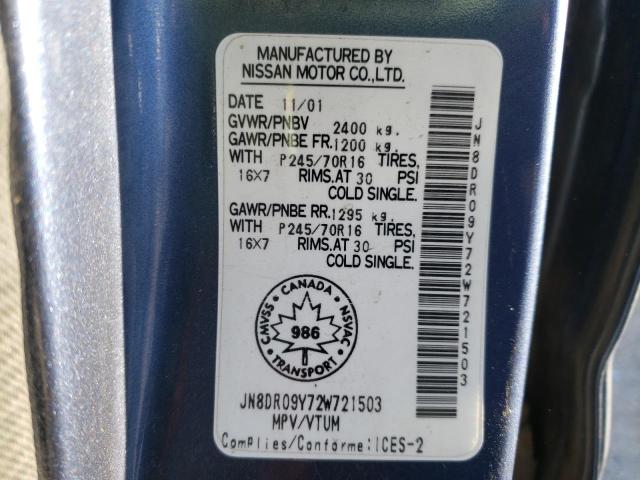 MANUFACTURED BY
NISSAN MOTOR CO.,LTD.
DATE 11/01
GVWR/PNBV 2400 kg.
GAWR/PNBE FR. 1200 kg.
WITH P245/70R16 TIRES,
16X7 RIMS.AT 30 PSI
COLD SINGLE.
GAWR/PNBE RR. 1295 kg.
WITH P245/70R16 TIRES,
16X7 RIMS.AT 30 PSI
COLD SINGLE.
CANADA
CMVSS 986 NSVAC
TRANSPORT
JN8DR09Y72W721503
MPV/VTUM
Complies/Conforme:ICES-2
JN8DR09Y72W721503